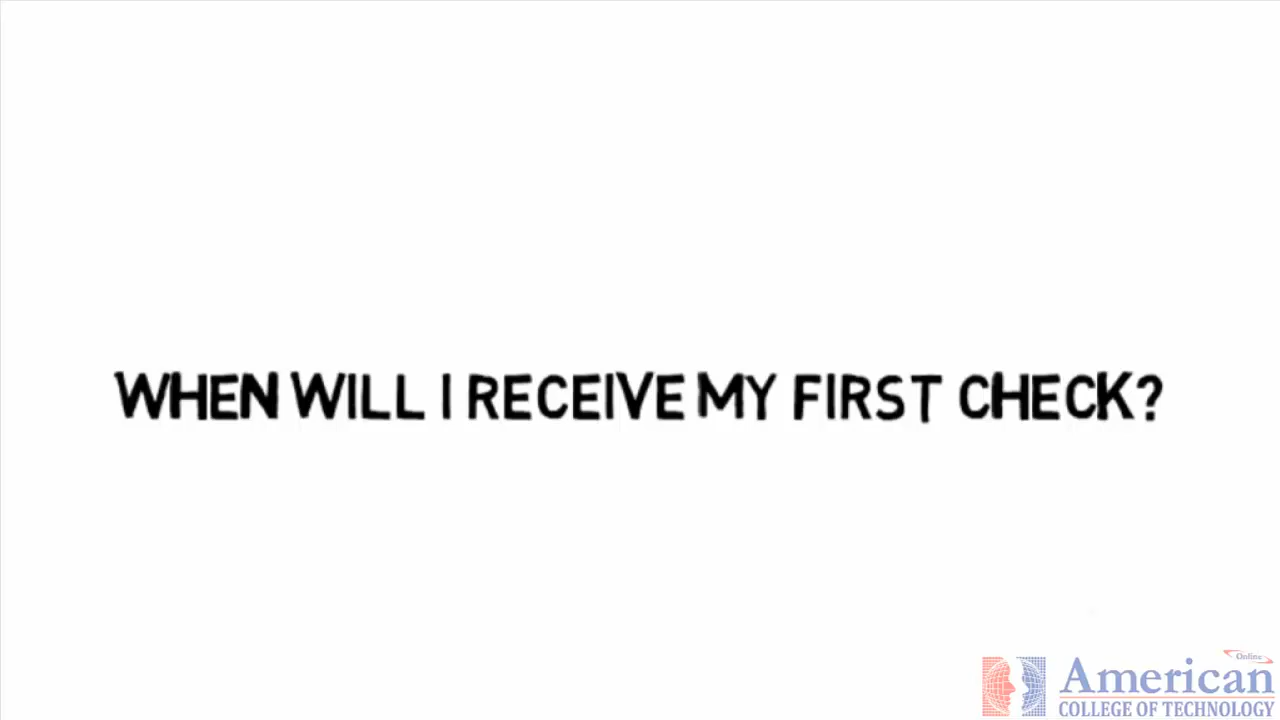 WHEN WILL I RECEIVE MY FIRST CHECK?
Online
American
COLLEGE OF TECHNOLOGY